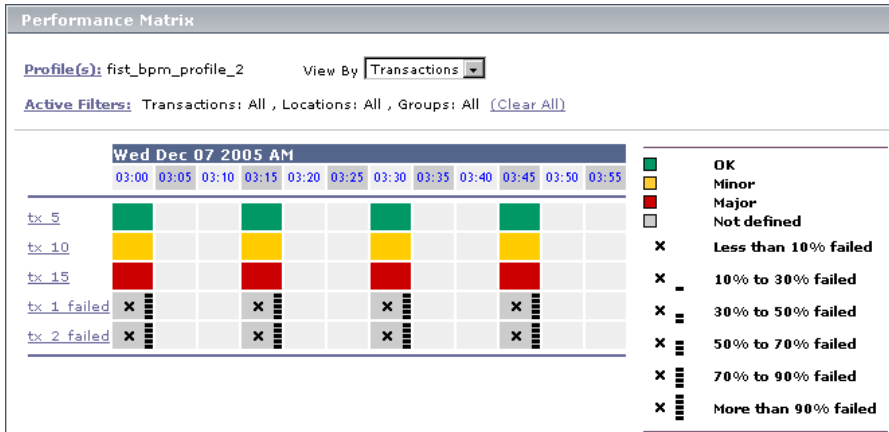 Performance Matrix
Profile(s): fist_bpm_profile_2 View By Transactions
Active Filters: Transactions: All , Locations: All , Groups: All (Clear All)
Wed Dec 07 2005 AM
03:00 03:05 03:10 03:15 03:20 03:25 03:30 03:35 03:40 03:45 03:50 03:55
tx 5
tx 10
tx 15
tx 1 failed
tx 2 failed
OK
Minor
Major
Not defined
Less than 10% failed
10% to 30% failed
30% to 50% failed
50% to 70% failed
70% to 90% failed
More than 90% failed